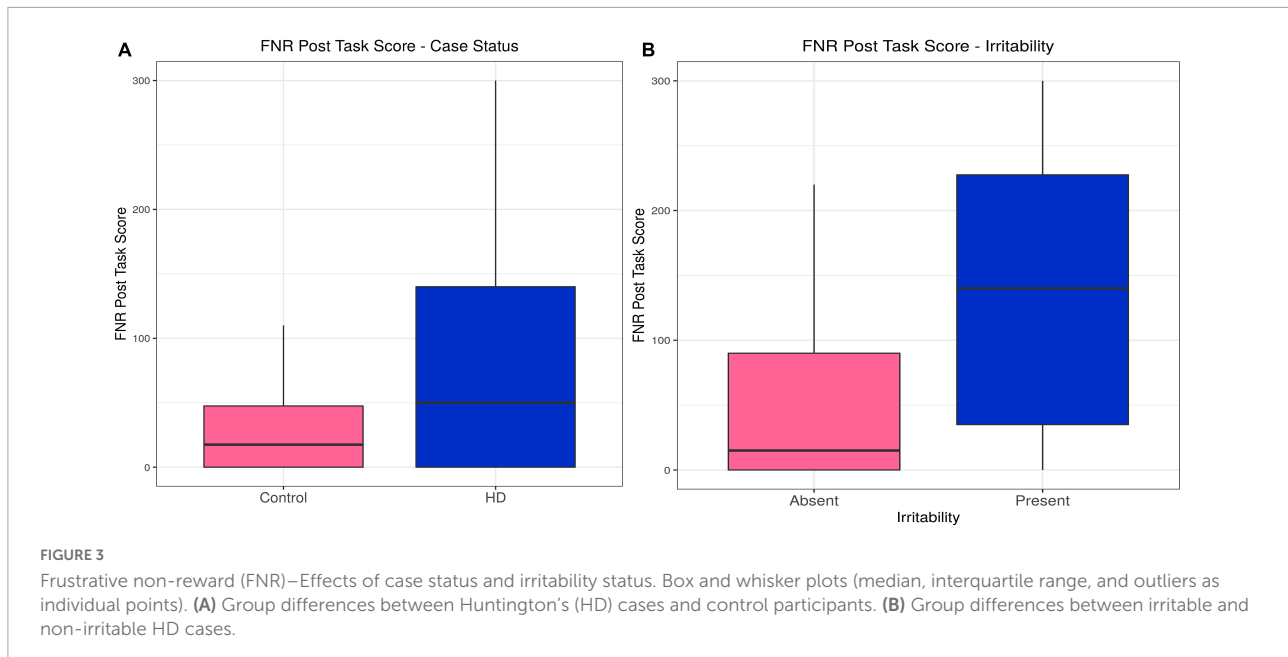 A
FNR Post Task Score - Case Status
300
200
100
0
FNR Post Task Score
Control
HD
B
FNR Post Task Score - Irritability
300
200
100
0
FNR Post Task Score
Absent
Present
Irritability
FIGURE 3
Frustrative non-reward (FNR)–Effects of case status and irritability status. Box and whisker plots (median, interquartile range, and outliers as
individual points). (A) Group differences between Huntington's (HD) cases and control participants. (B) Group differences between irritable and
non-irritable HD cases.